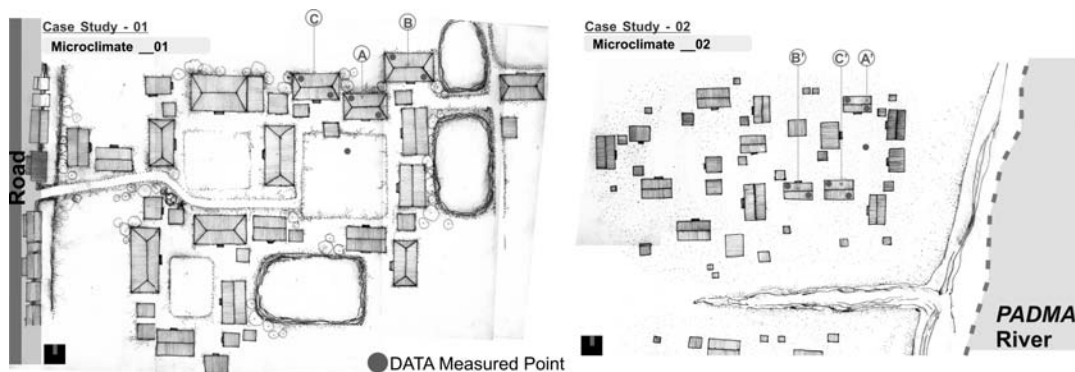 Case Study - 01
Microclimate __01
C
B
A
Road
DATA Measured Point
Case Study - 02
Microclimate __02
B'
C'
A'
PADMA
River